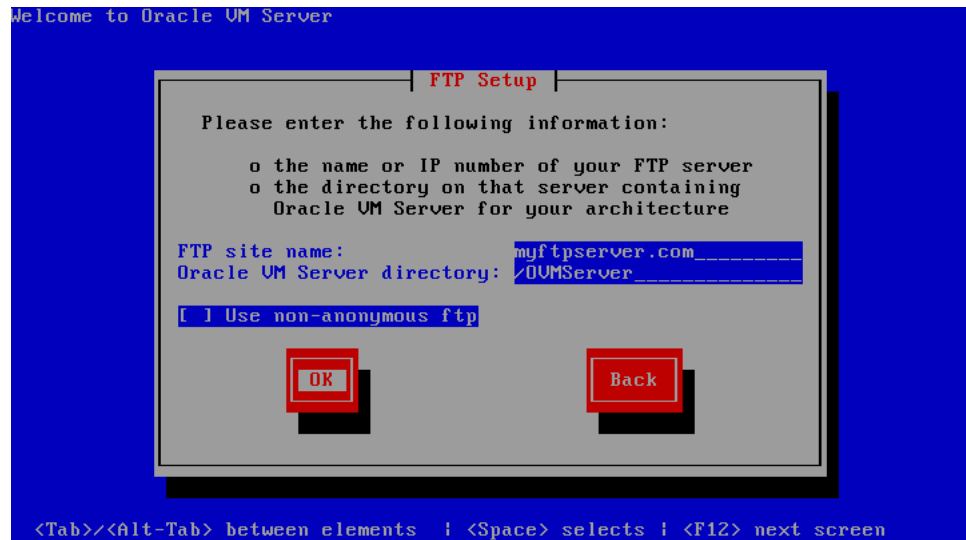 Welcome to Oracle VM Server
FTP Setup
Please enter the following information:
o the name or IP number of your FTP server
o the directory on that server containing
Oracle VM Server for your architecture
FTP site name: myftpserver.com_________
Oracle VM Server directory: /OVMServer______________
[ ] Use non-anonymous ftp
OK Back
<Tab>/<Alt-Tab> between elements | <Space> selects | <F12> next screen